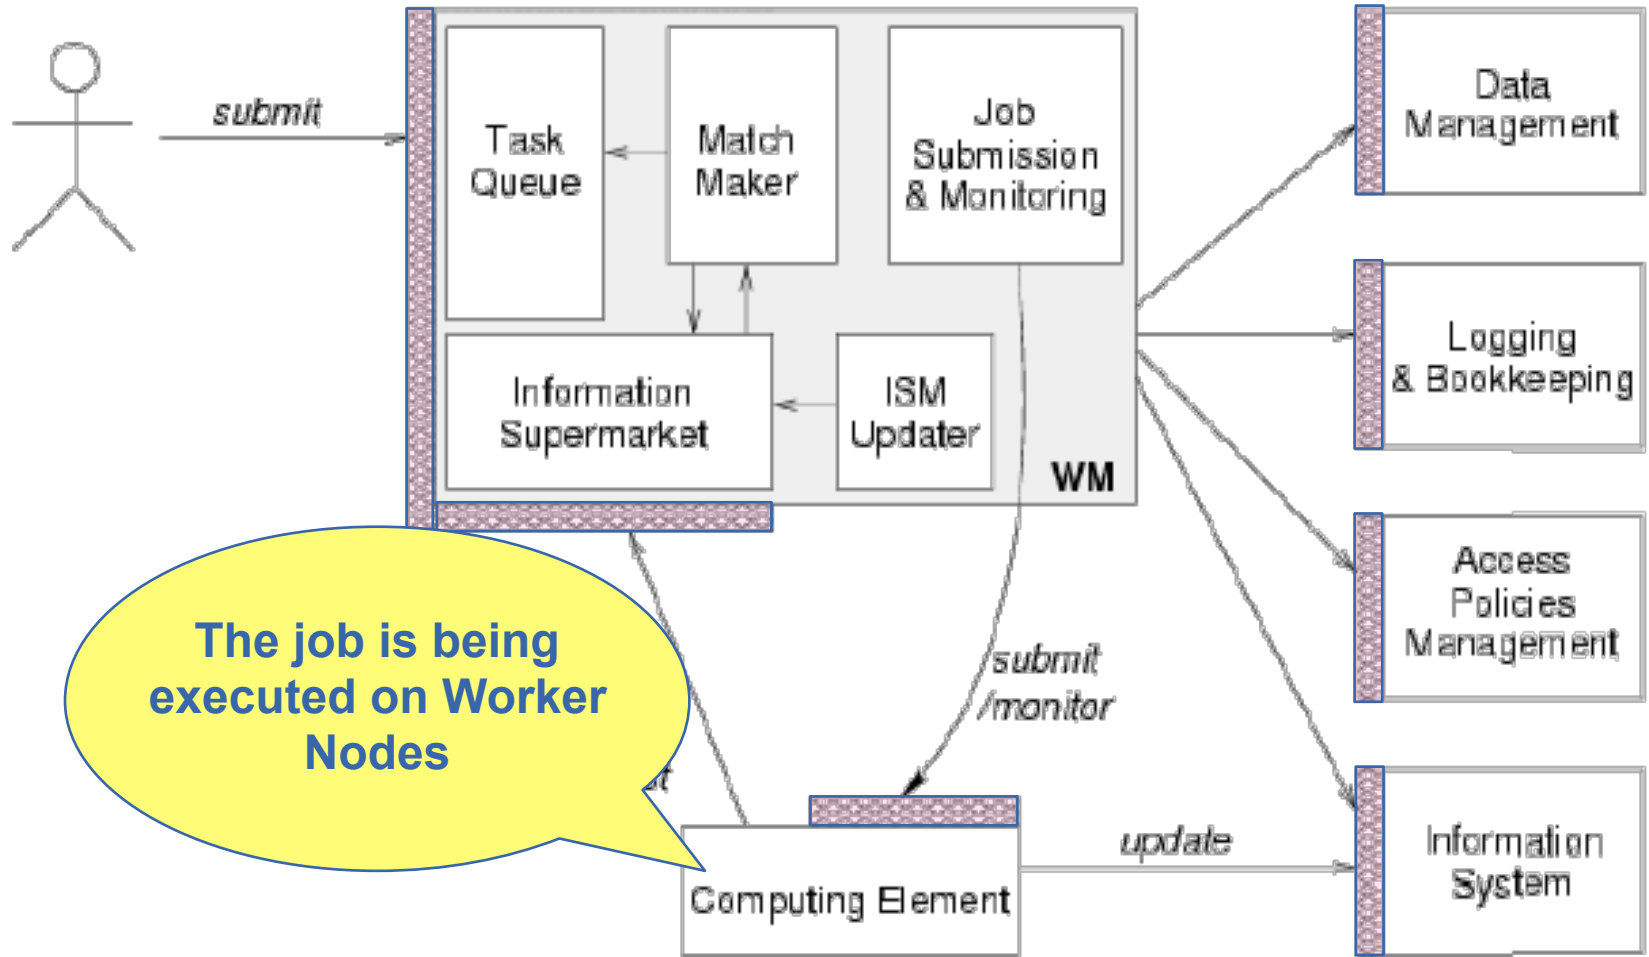 submit
Task
Queue
Match
Maker
Job
Submission
& Monitoring
Data
Management
Logging
& Bookkeeping
Information
Supermarket
ISM
Updater
WM
Access
Policies
Management
The job is being
executed on Worker
Nodes
submit
/monitor
update
Computing Element
Information
System